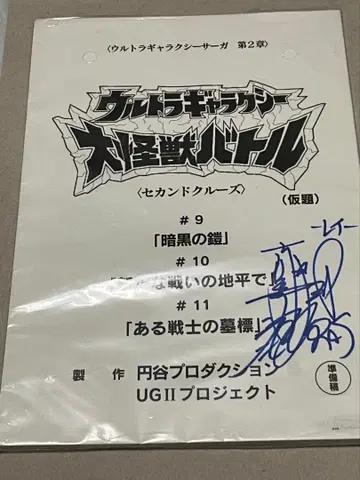 〈ウルトラギャラクシーサーガ 第2章〉
ウルトラギャラクシー
大怪獣バトル
〈セカンドクルーズ〉
(仮題)
#9
「暗黒の鎧」
#10
な戦いの地平で
#11
「ある戦士の墓標」
-レイ-
製作 円谷プロダクション
UGⅡプロジェクト
準備稿